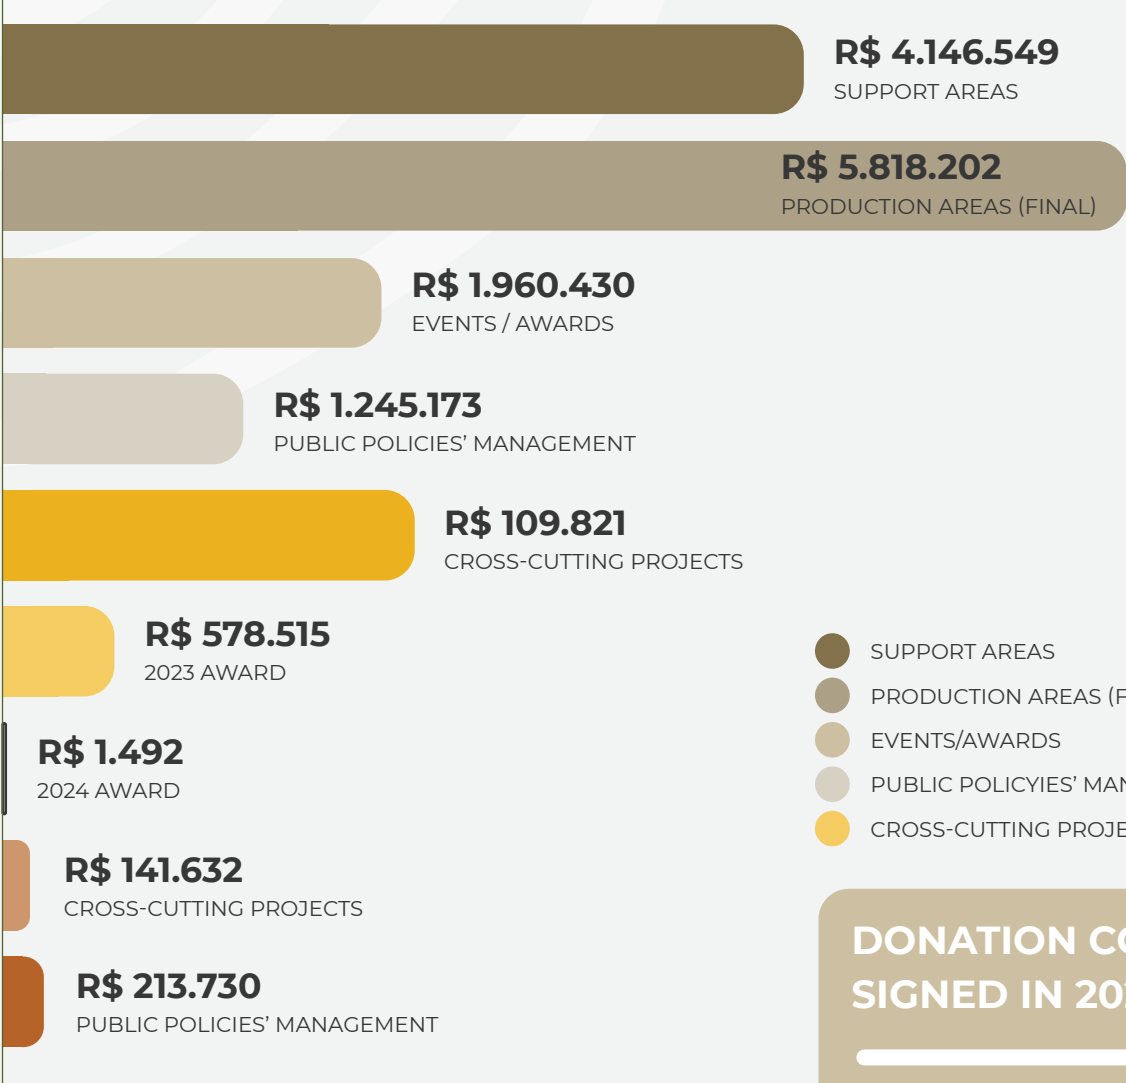 R$ 4.146.549
SUPPORT AREAS
R$ 5.818.202
PRODUCTION AREAS (FINAL)
R$ 1.960.430
EVENTS / AWARDS
R$ 1.245.173
PUBLIC POLICIES’ MANAGEMENT
R$ 109.821
CROSS-CUTTING PROJECTS
R$ 578.515
2023 AWARD
R$ 1.492
2024 AWARD
R$ 141.632
CROSS-CUTTING PROJECTS
R$ 213.730
PUBLIC POLICIES’ MANAGEMENT
SUPPORT AREAS
PRODUCTION AREAS
EVENTS/AWARDS
PUBLIC POLICYIES’
CROSS-CUTTING
DONATION
SIGNED IN